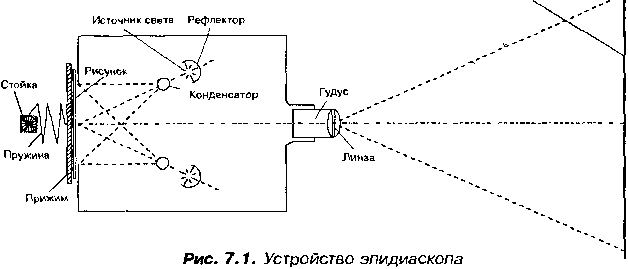 Источник света Рефлектор
Рисунок
Стойка
Конденсатор
Гудус
Линза
Пружина
Прижим
Рис. 7.1. Устройство эпидиаскопа